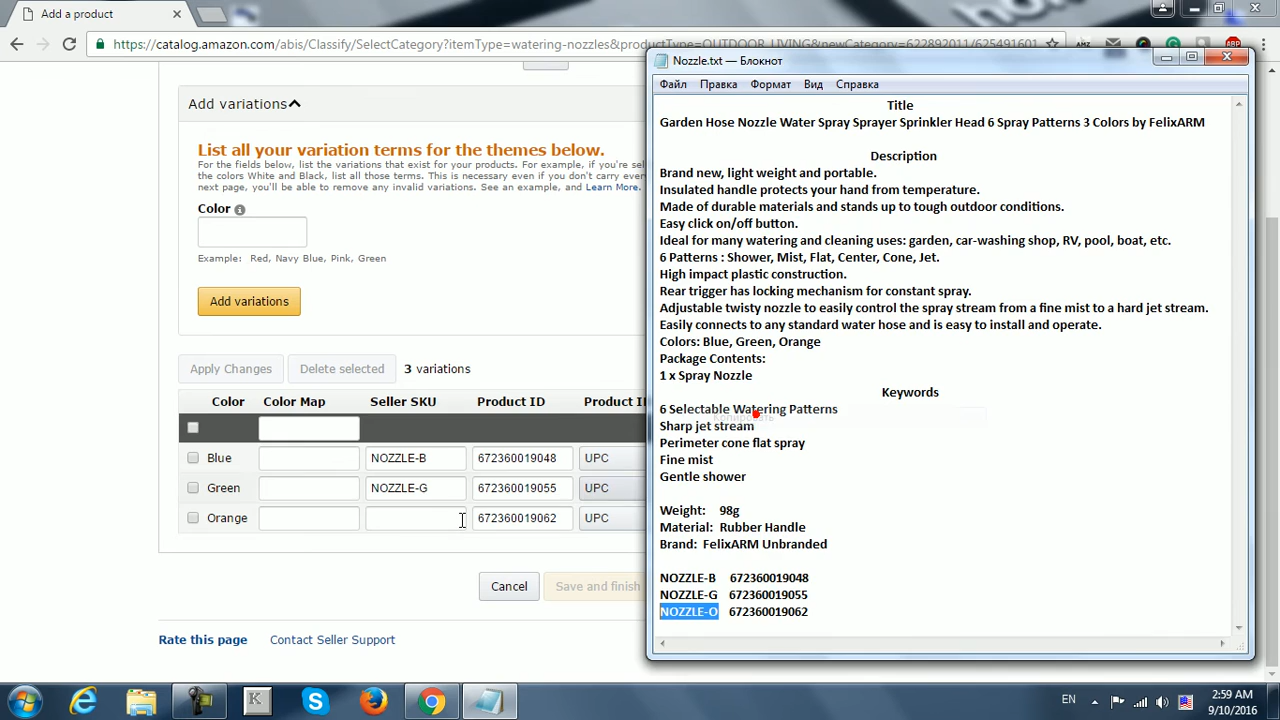 Add a product
https://catalog.amazon.com/abis/Classify/SelectCategory?itemType=watering-nozzles&productType=OUTDOOR_LIVING&newCategory=622892011/625491601
Add variations
List all your variation terms for the themes below.
For the fields below, list the variations that exist for your products. For example, if you're sel
the colors White and Black, list all those terms. This is necessary even if you don't carry every
next page, you'll be able to remove any invalid variations. See an example, and Learn More.
Color
Example: Red, Navy Blue, Pink, Green
Add variations
Apply Changes Delete selected 3 variations
Color Color Map Seller SKU Product ID Product I
Blue NOZZLE-B 672360019048 UPC
Green NOZZLE-G 672360019055 UPC
Orange 672360019062 UPC
Cancel Save and finish
Rate this page Contact Seller Support
Nozzle.txt — Блокнот
Файл Правка Формат Вид Справка
Title
Garden Hose Nozzle Water Spray Sprayer Sprinkler Head 6 Spray Patterns 3 Colors by FelixARM
Description
Brand new, light weight and portable.
Insulated handle protects your hand from temperature.
Made of durable materials and stands up to tough outdoor conditions.
Easy click on/off button.
Ideal for many watering and cleaning uses: garden, car-washing shop, RV, pool, boat, etc.
6 Patterns : Shower, Mist, Flat, Center, Cone, Jet.
High impact plastic construction.
Rear trigger has locking mechanism for constant spray.
Adjustable twisty nozzle to easily control the spray stream from a fine mist to a hard jet stream.
Easily connects to any standard water hose and is easy to install and operate.
Colors: Blue, Green, Orange
Package Contents:
1 x Spray Nozzle
Keywords
6 Selectable Watering Patterns
Копировать
Sharp jet stream
Perimeter cone flat spray
Fine mist
Gentle shower
Weight: 98g
Material: Rubber Handle
Brand: FelixARM Unbranded
NOZZLE-B 672360019048
NOZZLE-G 672360019055
NOZZLE-O 672360019062
AMZ
ABP
K
EN
2:59 AM
9/10/2016